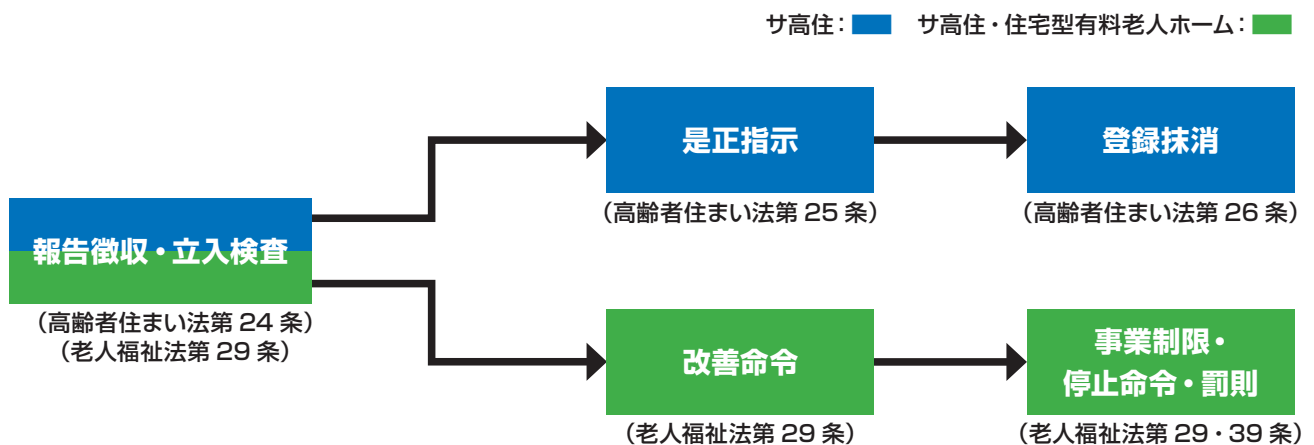 サ高住： サ高住・住宅型有料老人ホーム：
是正指示
（高齢者住まい法第 25 条）
登録抹消
（高齢者住まい法第 26 条）
報告徴収・立入検査
（高齢者住まい法第 24 条）
（老人福祉法第 29 条）
改善命令
（老人福祉法第 29 条）
事業制限・
停止命令・罰則
（老人福祉法第 29・39 条）